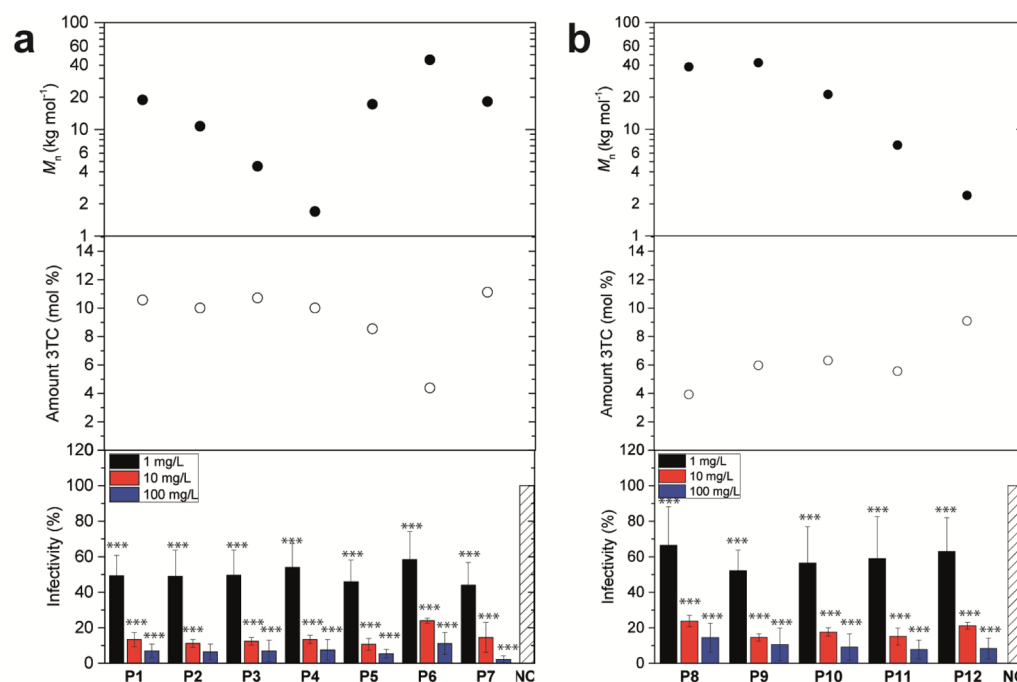 a
100
60
40
20
10
6
4
2
1
Mn (kg mol⁻¹)
14
12
10
8
6
4
2
Amount 3TC (mol %)
120
100
80
60
40
20
0
Infectivity (%)
1 mg/L
10 mg/L
100 mg/L
*** *** *** *** *** *** ***
*** *** *** *** *** *** ***
*** *** *** *** *** ***
P1 P2 P3 P4 P5 P6 P7 NC
b
100
60
40
20
10
6
4
2
1
Mn (kg mol⁻¹)
14
12
10
8
6
4
2
Amount 3TC (mol %)
120
100
80
60
40
20
0
Infectivity (%)
1 mg/L
10 mg/L
100 mg/L
*** *** *** *** ***
*** *** *** *** ***
*** *** *** *** ***
P8 P9 P10 P11 P12